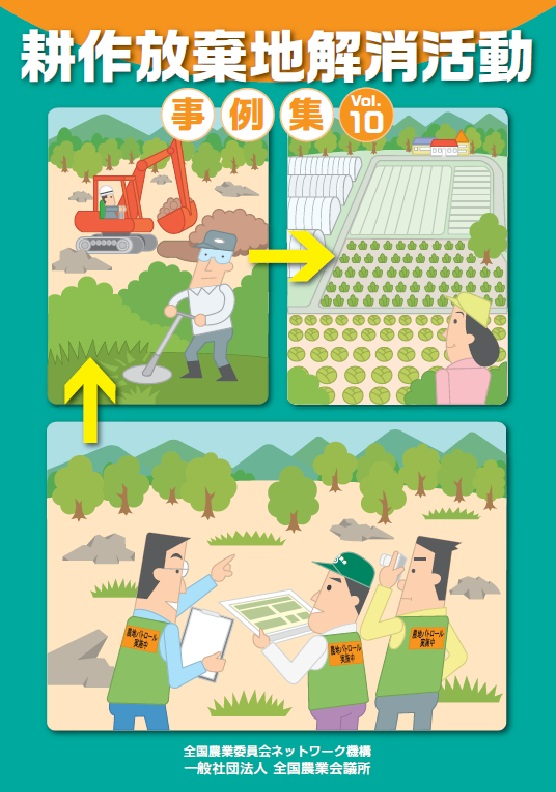 耕作放棄地解消活動
事例集 Vol.10
農地パトロール
実施中
農地パトロール
実施中
農地パトロール
実施中
全国農業委員会ネットワーク機構
一般社団法人 全国農業会議所